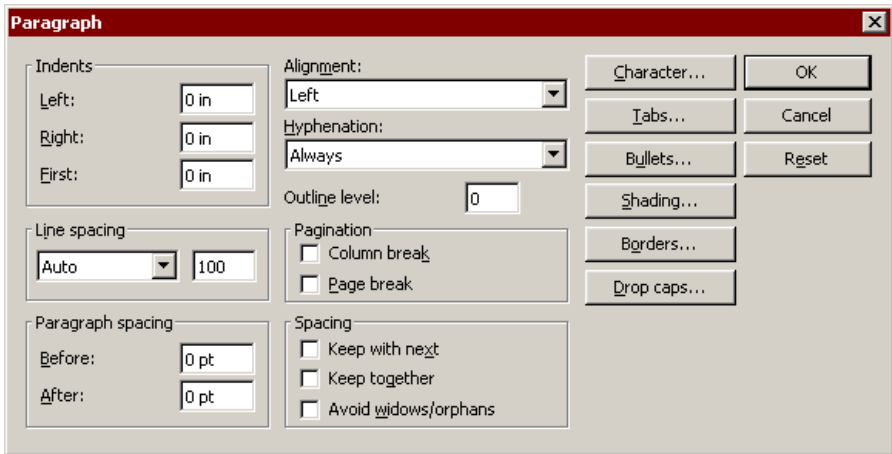 Paragraph
Indents
Left: 0 in
Right: 0 in
First: 0 in
Line spacing
Auto 100
Paragraph spacing
Before: 0 pt
After: 0 pt
Alignment:
Left
Hyphenation:
Always
Outline level: 0
Pagination
Column break
Page break
Spacing
Keep with next
Keep together
Avoid widows/orphans
Character...
Tabs...
Bullets...
Shading...
Borders...
Drop caps...
OK
Cancel
Reset